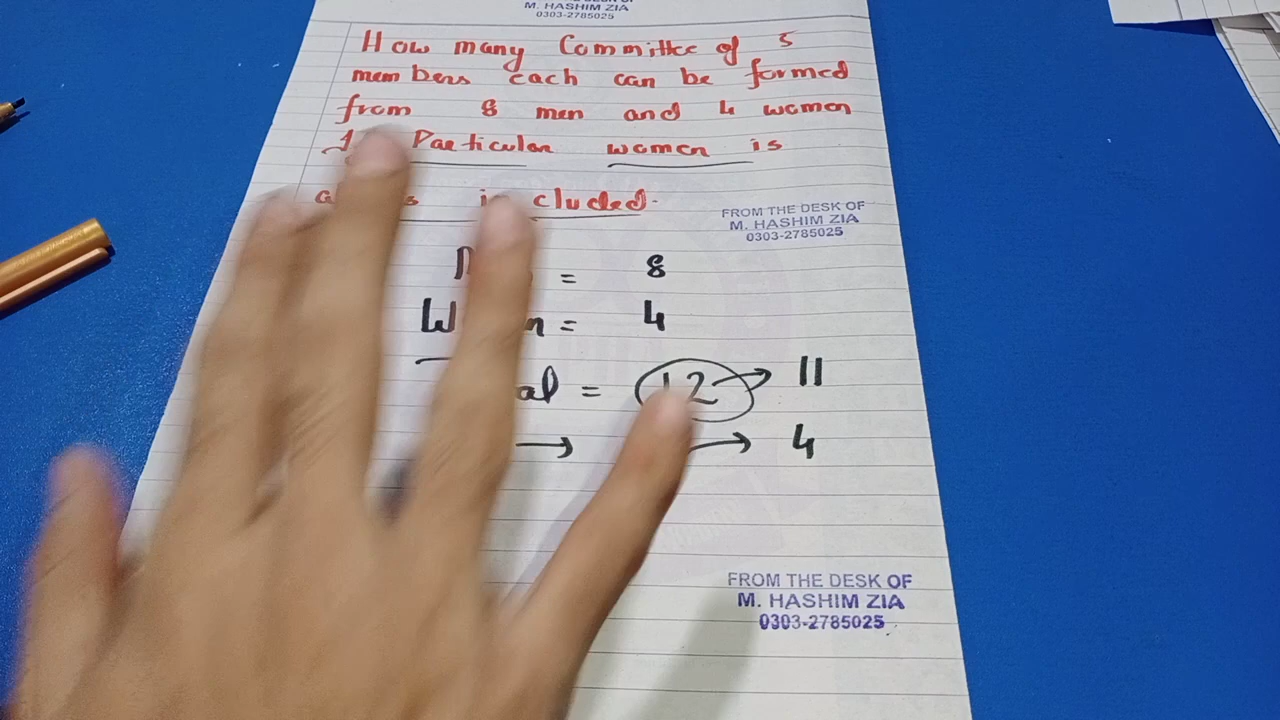 M. HASHIM ZIA
0303-2785025
How many Committee of 5
members each can be formed
from 8 men and 4 women
Particular women is
FROM THE DESK OF
M. HASHIM ZIA
0303-2785025
= 8
= 4
= 12 → 11
→ → 4
FROM THE DESK OF
M. HASHIM ZIA
0303-2785025